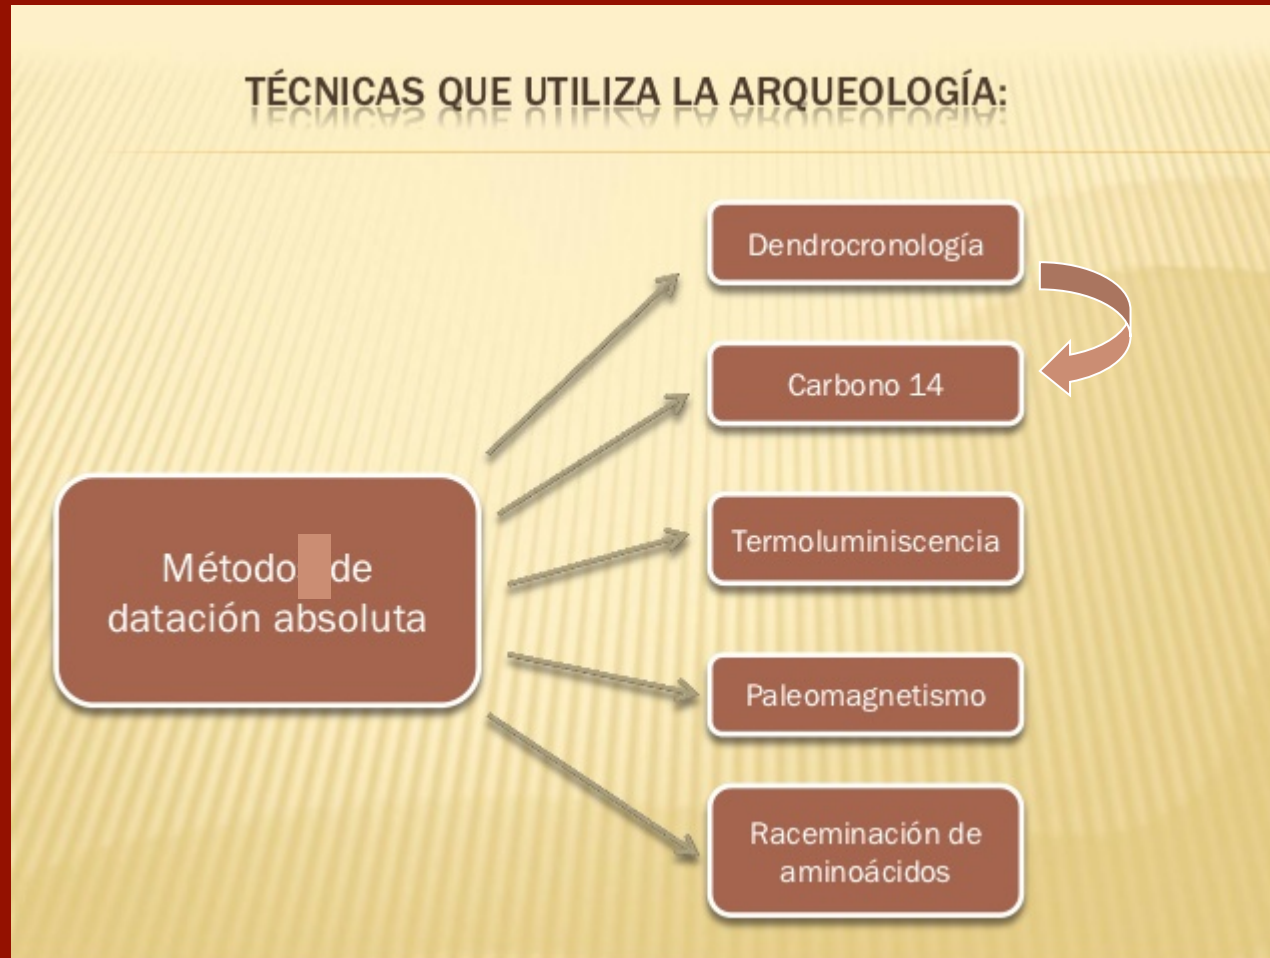 TÉCNICAS QUE UTILIZA LA ARQUEOLOGÍA:
Dendrocronología
Carbono 14
Método de
datación absoluta
Termoluminiscencia
Paleomagnetismo
Raceminación de
aminoácidos